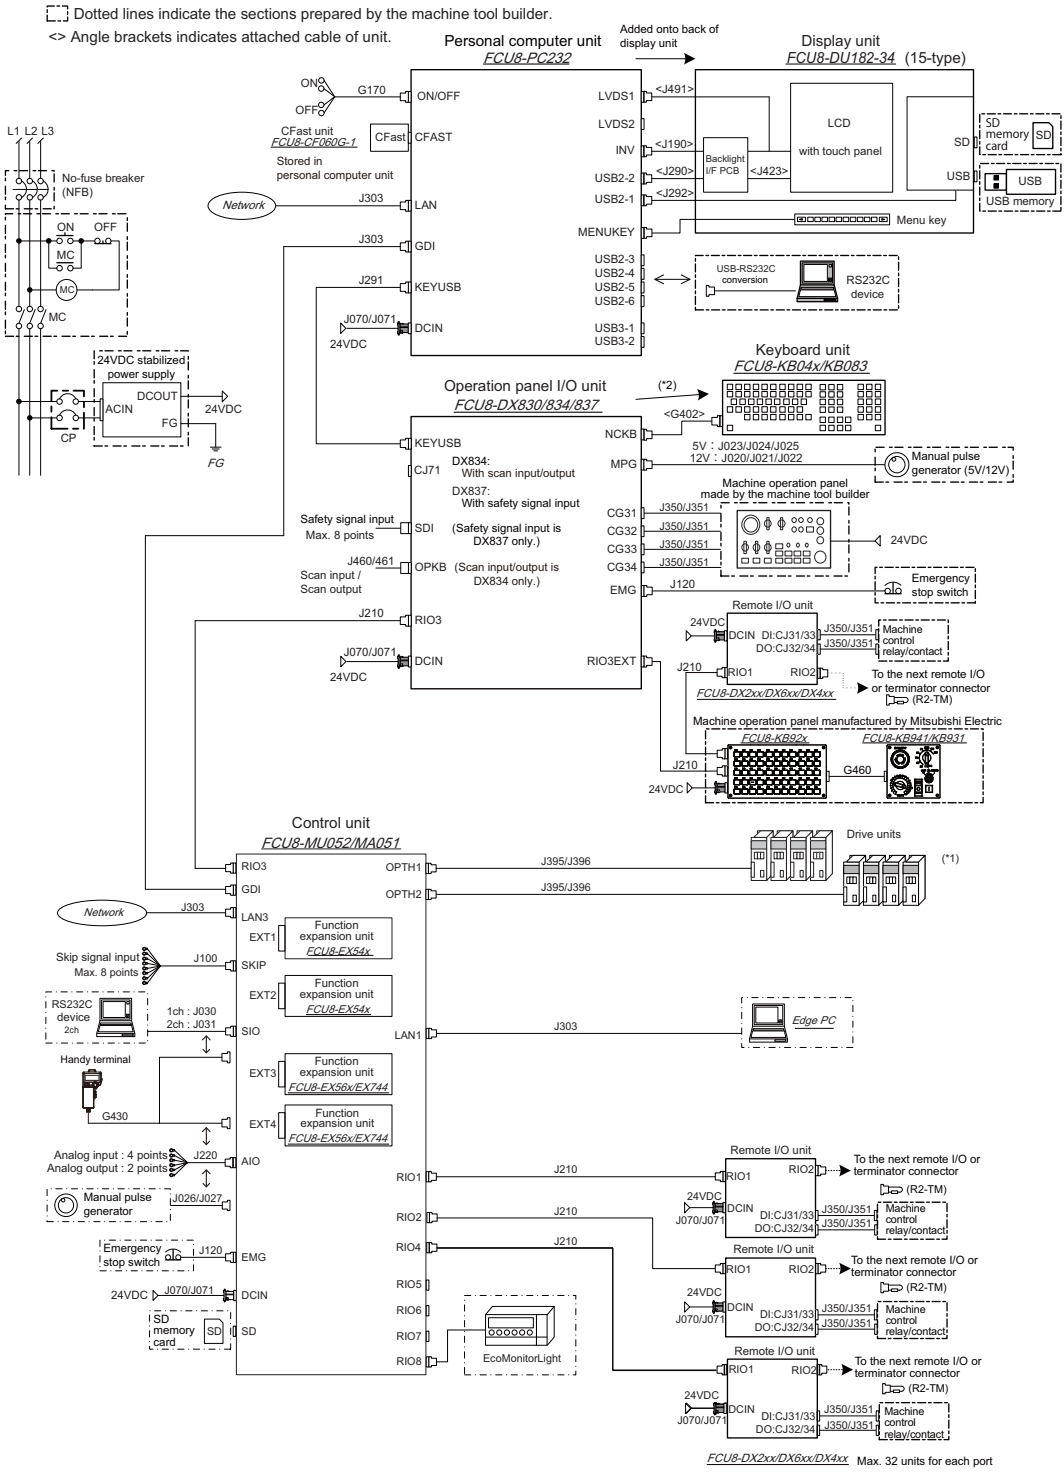 Dotted lines indicate the sections prepared by the machine tool builder.
<> Angle brackets indicates attached cable of unit.
Personal computer unit
FCU8-PC232
Added onto back of
display unit
Display unit
FCU8-DU182-34 (15-type)
ON
OFF
G170
ON/OFF
CFast unit
FCU8-CF060G-1
CFast
CFAST
Stored in
personal computer unit
Network
J303
LAN
J303
GDI
J291
KEYUSB
J070/J071
24VDC
DCIN
LVDS1
<J491>
LVDS2
INV
<J190>
USB2-2
<J290>
USB2-1
<J292>
MENUKEY
USB2-3
USB2-4
USB2-5
USB2-6
USB3-1
USB3-2
Backlight
I/F PCB
<J423>
LCD
with touch panel
Menu key
SD
USB
SD
memory
card
SD
USB
USB memory
USB-RS232C
conversion
RS232C
device
L1 L2 L3
No-fuse breaker
(NFB)
ON
OFF
MC
MC
MC
24VDC stabilized
power supply
DCOUT
ACIN
FG
24VDC
CP
FG
Operation panel I/O unit
FCU8-DX830/834/837
(*2)
Keyboard unit
FCU8-KB04x/KB083
KEYUSB
CJ71
DX834:
With scan input/output
DX837:
With safety signal input
Safety signal input
Max. 8 points
SDI
(Safety signal input is
DX837 only.)
J460/461
Scan input /
Scan output
OPKB
(Scan input/output is
DX834 only.)
J210
RIO3
J070/J071
24VDC
DCIN
NCKB
<G402>
MPG
5V : J023/J024/J025
12V : J020/J021/J022
Manual pulse
generator (5V/12V)
Machine operation panel
made by the machine tool builder
CG31
J350/J351
CG32
J350/J351
CG33
J350/J351
CG34
J350/J351
24VDC
EMG
J120
Emergency
stop switch
Remote I/O unit
24VDC
DCIN
DI:CJ31/33
J350/J351
DO:CJ32/34
J350/J351
Machine
control
relay/contact
RIO3EXT
J210
RIO1
RIO2
To the next remote I/O
or terminator connector
(R2-TM)
FCU8-DX2xx/DX6xx/DX4xx
Machine operation panel manufactured by Mitsubishi Electric
FCU8-KB92x
FCU8-KB941/KB931
J210
24VDC
G460
Control unit
FCU8-MU052/MA051
RIO3
GDI
Network
J303
LAN3
EXT1
Function
expansion unit
FCU8-EX54x
Skip signal input
Max. 8 points
J100
SKIP
EXT2
Function
expansion unit
FCU8-EX54x
RS232C
device
2ch
1ch : J030
2ch : J031
SIO
Handy terminal
G430
EXT3
Function
expansion unit
FCU8-EX56x/EX744
EXT4
Function
expansion unit
FCU8-EX56x/EX744
Analog input : 4 points
Analog output : 2 points
J220
AIO
Manual pulse
generator
J026/J027
Emergency
stop switch
J120
EMG
24VDC
J070/J071
DCIN
SD
memory
card
SD
SD
OPTH1
J395/J396
Drive units
OPTH2
J395/J396
(*1)
LAN1
J303
Edge PC
RIO1
J210
RIO2
J210
RIO4
J210
RIO5
RIO6
RIO7
RIO8
EcoMonitorLight
Remote I/O unit
RIO1
RIO2
To the next remote I/O or
terminator connector
(R2-TM)
24VDC
DCIN
J070/J071
DI:CJ31/33
J350/J351
DO:CJ32/34
J350/J351
Machine
control
relay/contact
Remote I/O unit
RIO1
RIO2
To the next remote I/O or
terminator connector
(R2-TM)
24VDC
DCIN
J070/J071
DI:CJ31/33
J350/J351
DO:CJ32/34
J350/J351
Machine
control
relay/contact
Remote I/O unit
RIO1
RIO2
To the next remote I/O or
terminator connector
(R2-TM)
24VDC
DCIN
J070/J071
DI:CJ31/33
J350/J351
DO:CJ32/34
J350/J351
Machine
control
relay/contact
FCU8-DX2xx/DX6xx/DX4xx Max. 32 units for each port